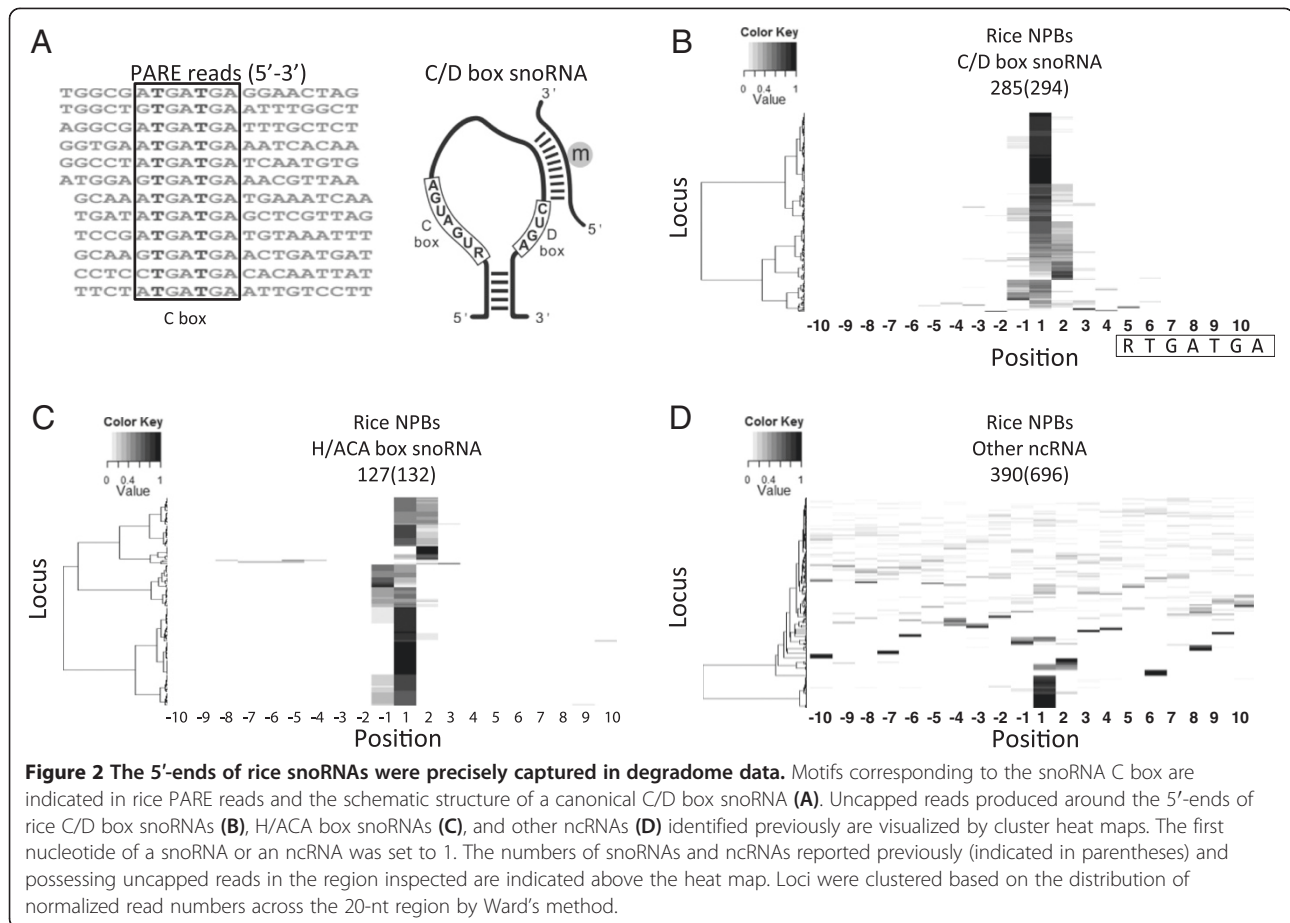 A
PARE reads (5'-3')
TGGCGATGATGAGGAACTAG
TGGCTGTGATGAATTTGGCT
AGGCGATGATGATTTGCTCT
GGTGAATGATGAAATCACAA
GGCCTATGATGATCAATGTG
ATGGAGTGATGAAACGTTAA
GCAAATGATGATGAAATCAA
TGATATGATGAGCTCGTTAG
TCCGATGATGATGTAAATTT
GCAAGTGATGAACTGATGAT
CCTCCTGATGACACAATTAT
TTCTATGATGAATTGTCCTT
C box
C/D box snoRNA
3'
m
5'
AGUAGUR
C box
CUGA
D box
5' 3'
B
Color Key
0 0.4 1
Value
Rice NPBs
C/D box snoRNA
285(294)
Locus
-10 -9 -8 -7 -6 -5 -4 -3 -2 -1 1 2 3 4 5 6 7 8 9 10
R T G A T G A
Position
C
Color Key
0 0.4 1
Value
Rice NPBs
H/ACA box snoRNA
127(132)
Locus
-10 -9 -8 -7 -6 -5 -4 -3 -2 -1 1 2 3 4 5 6 7 8 9 10
Position
D
Color Key
0 0.4 1
Value
Rice NPBs
Other ncRNA
390(696)
Locus
-10 -9 -8 -7 -6 -5 -4 -3 -2 -1 1 2 3 4 5 6 7 8 9 10
Position
Figure 2 The 5′-ends of rice snoRNAs were precisely captured in degradome data. Motifs corresponding to the snoRNA C box are
indicated in rice PARE reads and the schematic structure of a canonical C/D box snoRNA (A). Uncapped reads produced around the 5′-ends of
rice C/D box snoRNAs (B), H/ACA box snoRNAs (C), and other ncRNAs (D) identified previously are visualized by cluster heat maps. The first
nucleotide of a snoRNA or an ncRNA was set to 1. The numbers of snoRNAs and ncRNAs reported previously (indicated in parentheses) and
possessing uncapped reads in the region inspected are indicated above the heat map. Loci were clustered based on the distribution of
normalized read numbers across the 20-nt region by Ward's method.